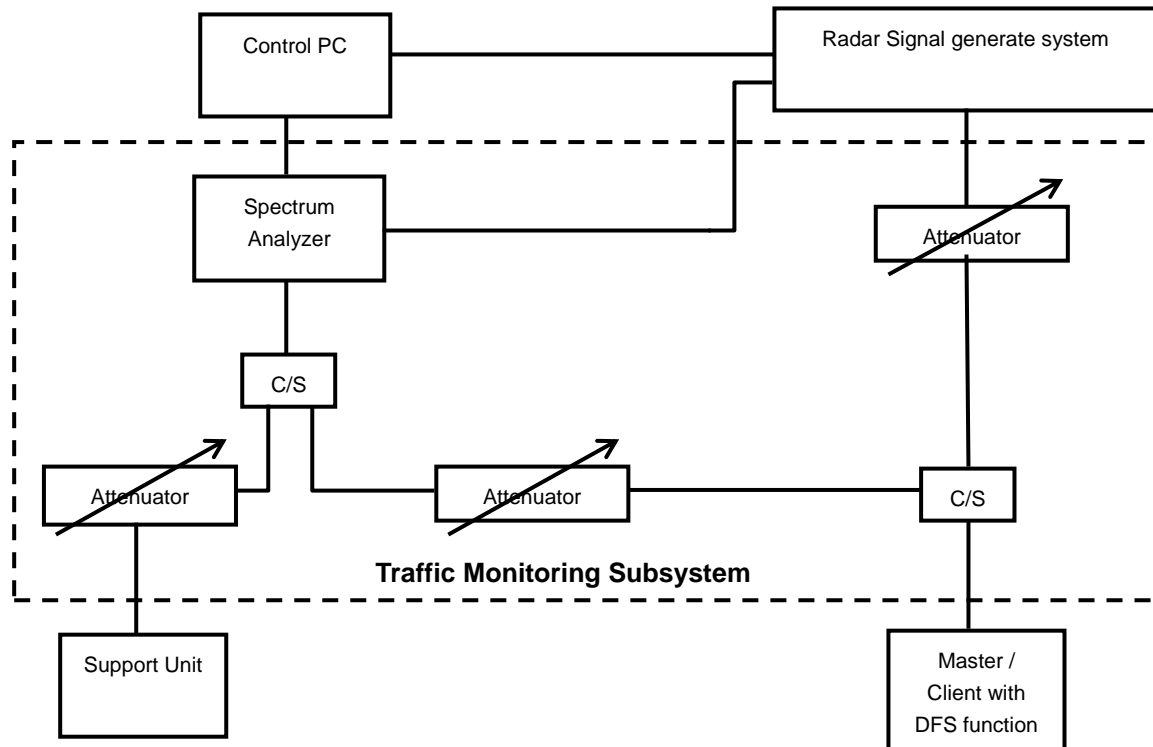 Control PC
Radar Signal generate system
Spectrum
Analyzer
Attenuator
C/S
Attenuator
Attenuator
C/S
Traffic Monitoring Subsystem
Support Unit
Master /
Client with
DFS function